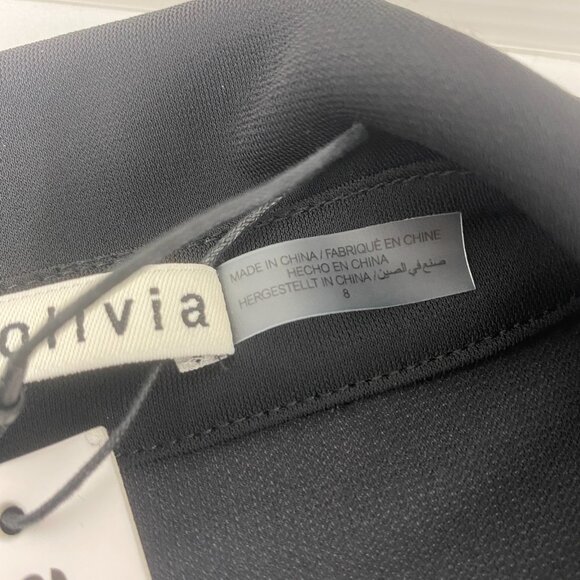 olivia
MADE IN CHINA / FABRIQUÉ EN CHINE
HECHO EN CHINA
HERGESTELLT IN CHINA / صنع في الصين
8